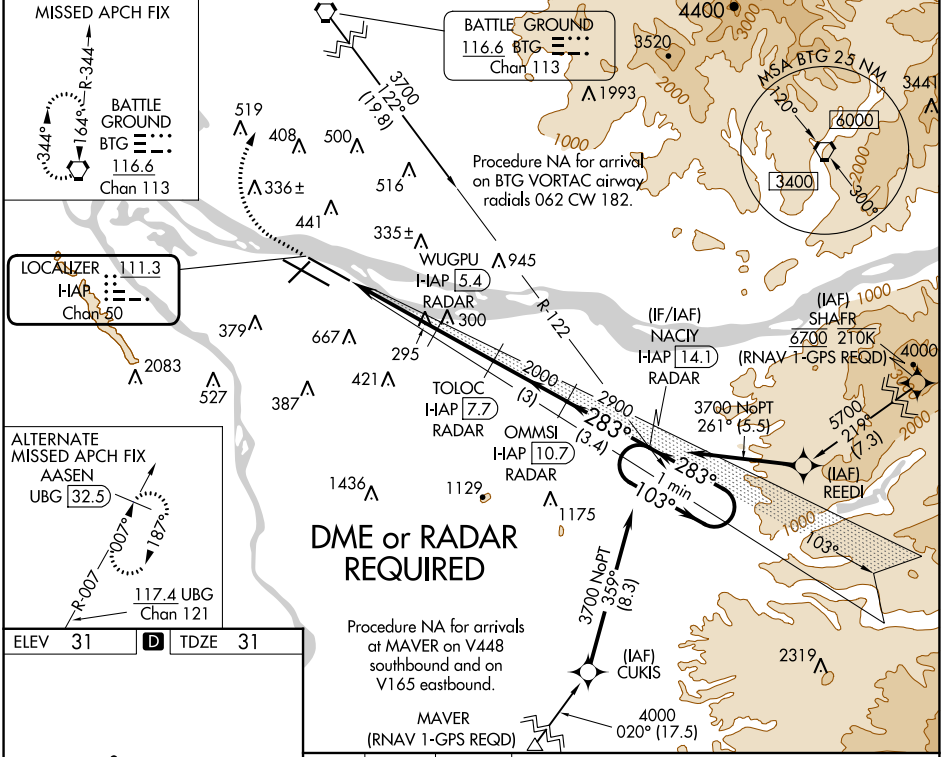 MISSED APCH FIX
R-344
344°
164°
BATTLE
GROUND
BTG
116.6
Chan 113
BATTLE GROUND
116.6 BTG
Chan 113
3700
122°
(19.8)
4400
3000
3520
2000
1993
1000
3441
MSA BTG 25 NM
120°
6000
3400
2000
300°
Procedure NA for arrival
on BTG VORTAC airway
radials 062 CW 182.
519
408
500
516
336±
441
335±
945
LOCALIZER 111.3
I-IAP
Chan 50
WUGPU
I-IAP 5.4
RADAR
300
R-122
(IF/IAF)
NACIY
I-IAP 14.1
RADAR
(IAF)
SHAFR
6700 210K
(RNAV 1-GPS REQD)
1000
4000
2000
379
667
295
2083
527
387
421
TOLOC
I-IAP 7.7
RADAR
2000
(3)
2900
(3.4)
283°
OMMSI
I-IAP 10.7
RADAR
3700 NoPT
261° (5.5)
5700
219°
(7.3)
(IAF)
REEDI
283°
1 min
103°
1000
103°
ALTERNATE
MISSED APCH FIX
AASEN
UBG 32.5
007°
187°
R-007
117.4 UBG
Chan 121
1436
1129
1175
DME or RADAR
REQUIRED
3700 NoPT
359°
(8.3)
Procedure NA for arrivals
at MAVER on V448
southbound and on
V165 eastbound.
(IAF)
CUKIS
2319
MAVER
(RNAV 1-GPS REQD)
4000
020° (17.5)
ELEV 31 D TDZE 31